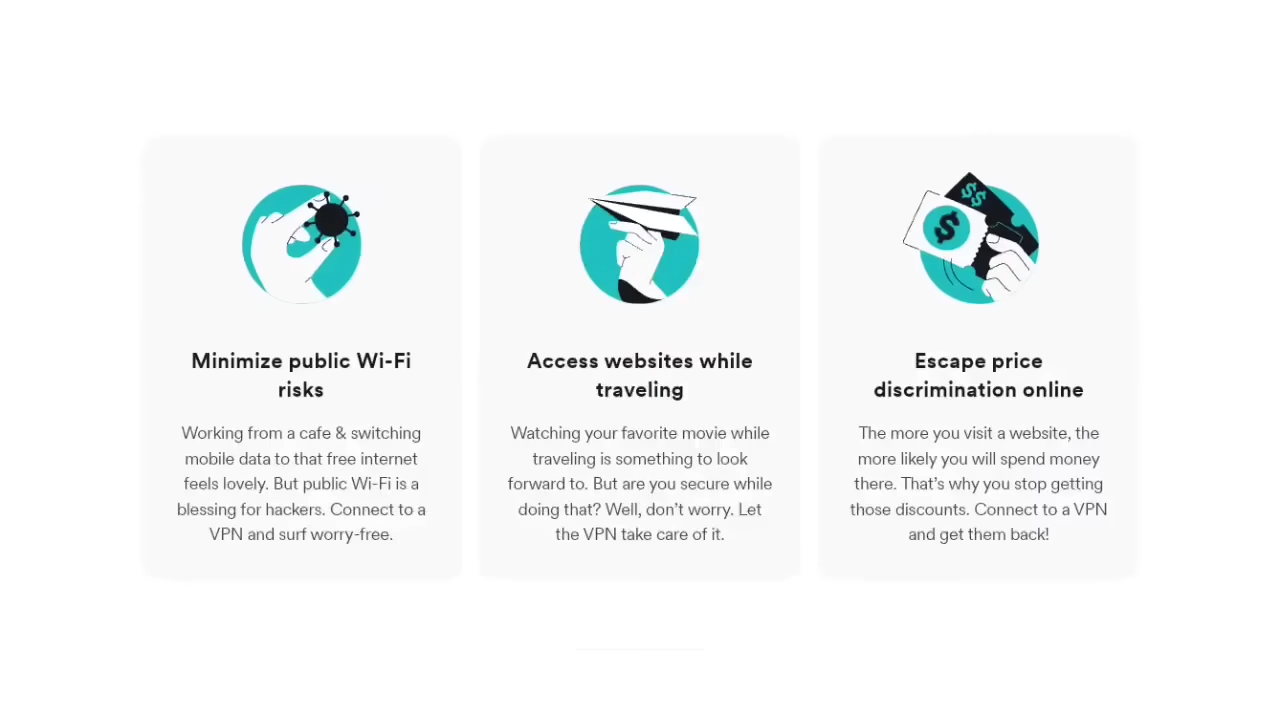 Minimize public Wi-Fi
risks
Working from a cafe & switching
mobile data to that free internet
feels lovely. But public Wi-Fi is a
blessing for hackers. Connect to a
VPN and surf worry-free.
Access websites while
traveling
Watching your favorite movie while
traveling is something to look
forward to. But are you secure while
doing that? Well, don’t worry. Let
the VPN take care of it.
Escape price
discrimination online
The more you visit a website, the
more likely you will spend money
there. That’s why you stop getting
those discounts. Connect to a VPN
and get them back!
$
$$